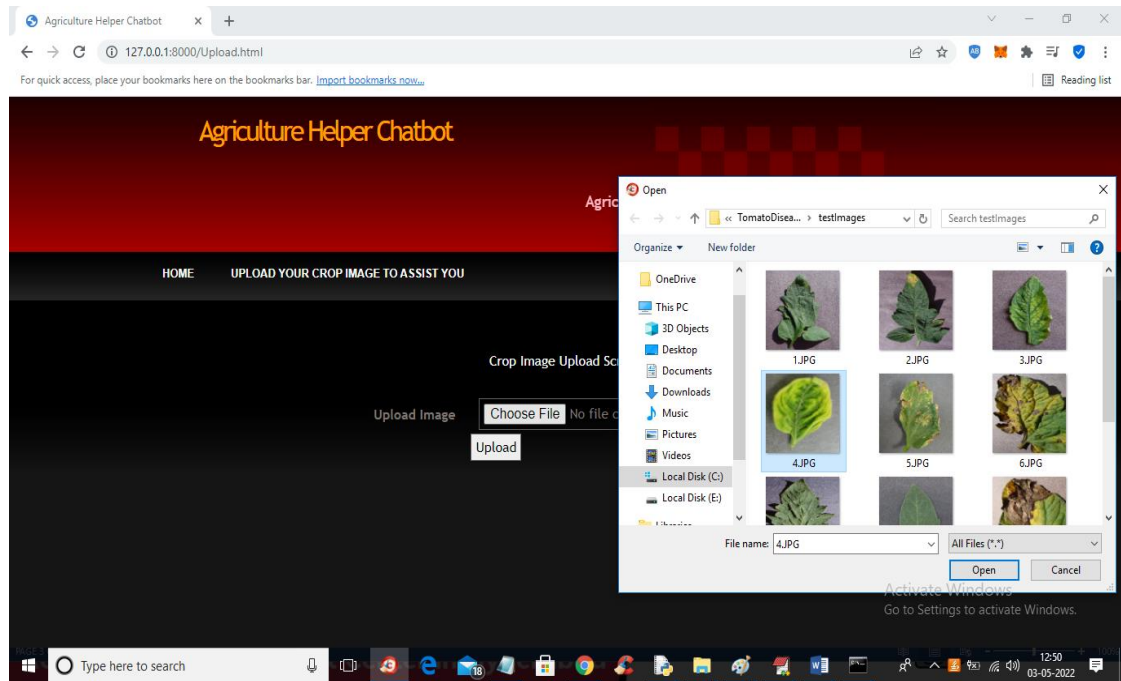 Agriculture Helper Chatbot
127.0.0.1:8000/Upload.html
For quick access, place your bookmarks here on the bookmarks bar. Import bookmarks now...
Reading list
Agriculture Helper Chatbot
Agric
HOME UPLOAD YOUR CROP IMAGE TO ASSIST YOU
Crop Image Upload Sc
Upload Image Choose File No file c
Upload
Open
« TomatoDisea... › testImages
Search testImages
Organize New folder
OneDrive
This PC
3D Objects
Desktop
Documents
Downloads
Music
Pictures
Videos
Local Disk (C:)
Local Disk (E:)
1.JPG 2.JPG 3.JPG
4.JPG 5.JPG 6.JPG
File name: 4.JPG All Files (*.*)
Open Cancel
Activate Windows
Go to Settings to activate Windows.
Type here to search
18
12:50
03-05-2022